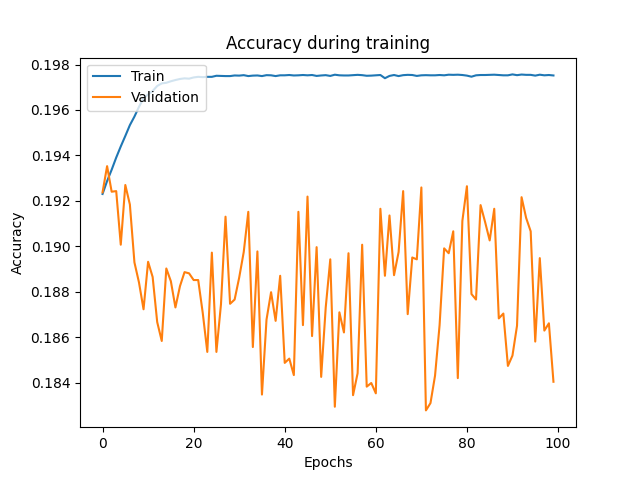 Accuracy during training
Train
Validation
0.198
0.196
0.194
0.192
0.190
0.188
0.186
0.184
Accuracy
0 20 40 60 80 100
Epochs